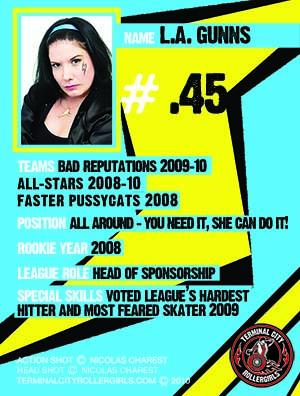 NAME L.A. GUNNS
# .45
TEAMS BAD REPUTATIONS 2009-10
ALL-STARS 2008-10
FASTER PUSSYCATS 2008
POSITION ALL AROUND - YOU NEED IT, SHE CAN DO IT!
ROOKIE YEAR 2008
LEAGUE ROLE HEAD OF SPONSORSHIP
SPECIAL SKILLS VOTED LEAGUE'S HARDEST
HITTER AND MOST FEARED SKATER 2009
ACTION SHOT © NICOLAS CHAREST
HEAD SHOT © NICOLAS CHAREST
TERMINALCITYROLLERGIRLS.COM © 2010
TERMINAL CITY
ROLLERGIRLS